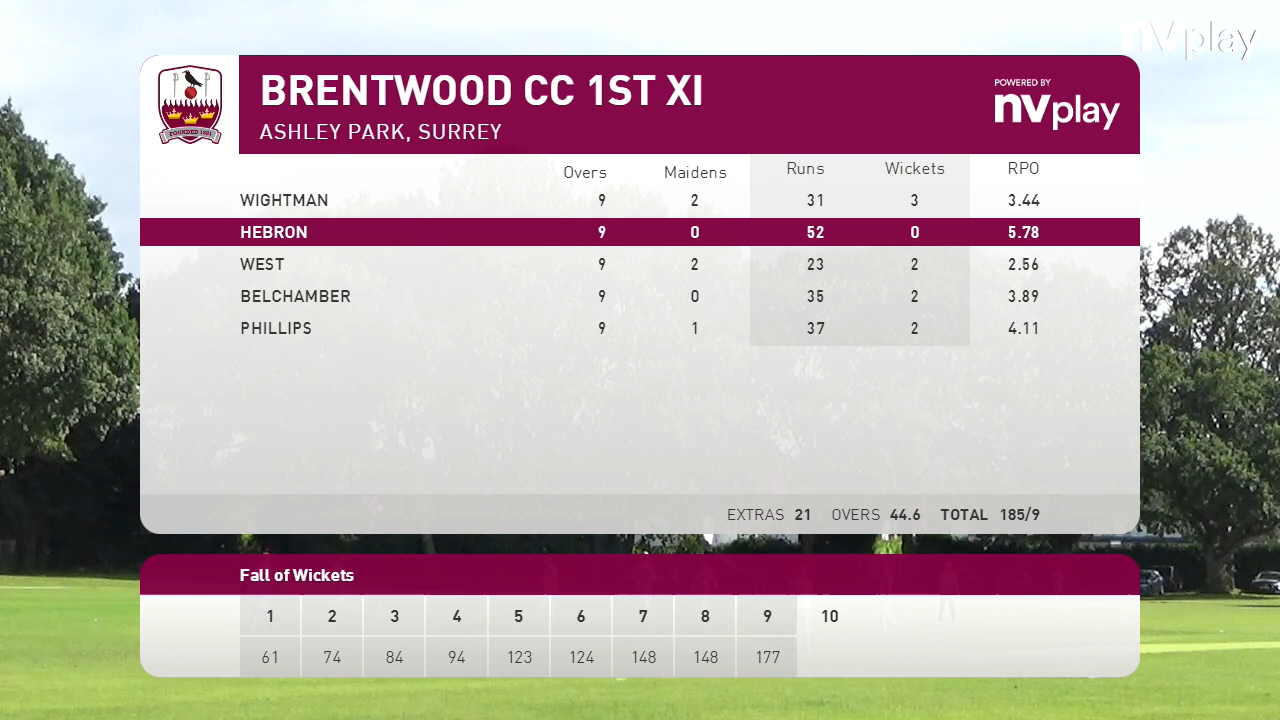 nvplay
BRENTWOOD CC 1ST XI
ASHLEY PARK, SURREY
POWERED BY
nvplay
FOUNDED 1881
Overs Maidens Runs Wickets RPO
WIGHTMAN 9 2 31 3 3.44
HEBRON 9 0 52 0 5.78
WEST 9 2 23 2 2.56
BELCHAMBER 9 0 35 2 3.89
PHILLIPS 9 1 37 2 4.11
EXTRAS 21 OVERS 44.6 TOTAL 185/9
Fall of Wickets
1 2 3 4 5 6 7 8 9 10
61 74 84 94 123 124 148 148 177